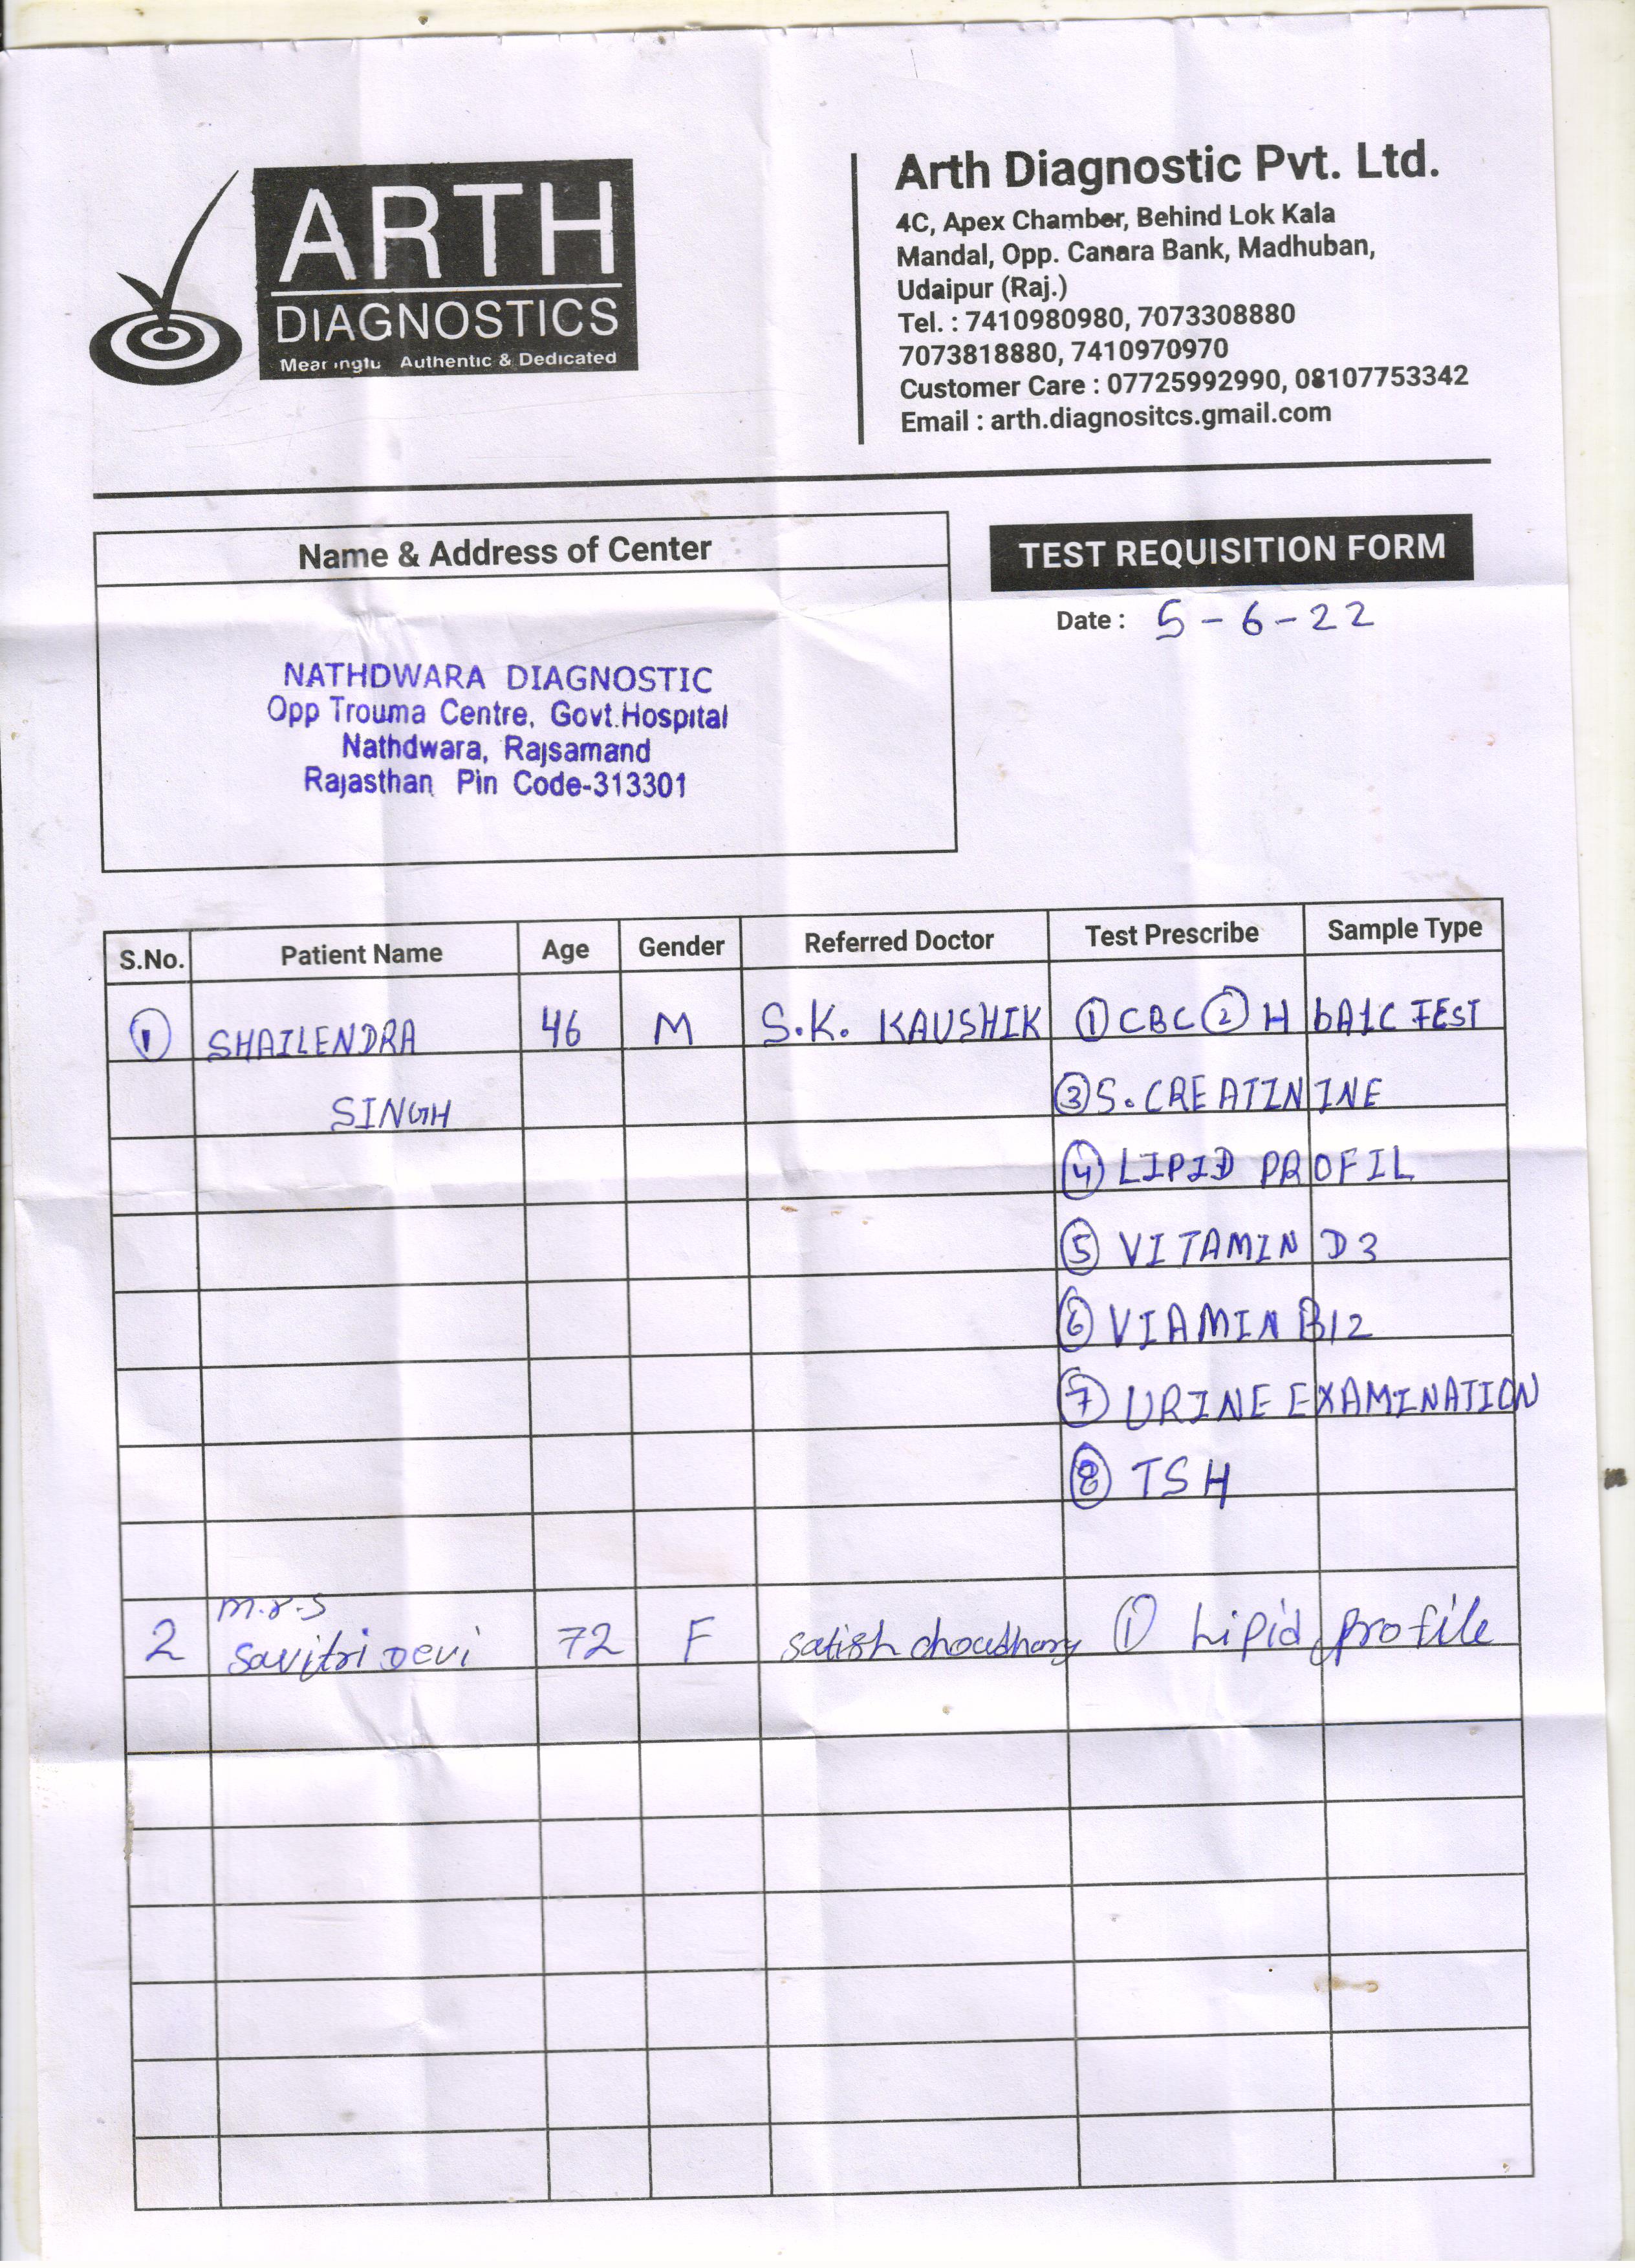 ARTH
DIAGNOSTICS
Authentic & Dedicated
Arth Diagnostic Pvt. Ltd.
4C, Apex Chamber, Behind Lok Kala
Mandal, Opp. Canara Bank, Madhuban,
Udaipur (Raj.)
Tel. : 7410980980, 7073308880
7073818880, 7410970970
Customer Care : 07725992990, 08107753342
Email : arth.diagnositcs.gmail.com
Name & Address of Center
NATHDWARA DIAGNOSTIC
Opp Trouma Centre, Govt.Hospital
Nathdwara, Rajsamand
Rajasthan Pin Code-313301
TEST REQUISITION FORM
Date : 5-6-22
S.No. Patient Name Age Gender Referred Doctor Test Prescribe Sample Type
① SHAILENDRA 46 M S.K. KAUSHIK ① CBC ② HbA1C TEST
SINGH ③ S. CREATININE
④ LIPID PROFIL
⑤ VITAMIN D3
⑥ VIAMIN B12
⑦ URINE EXAMINATION
⑧ TSH
m.r.s
2 Savitri Devi 72 F Satish choudhary ① Lipid profile